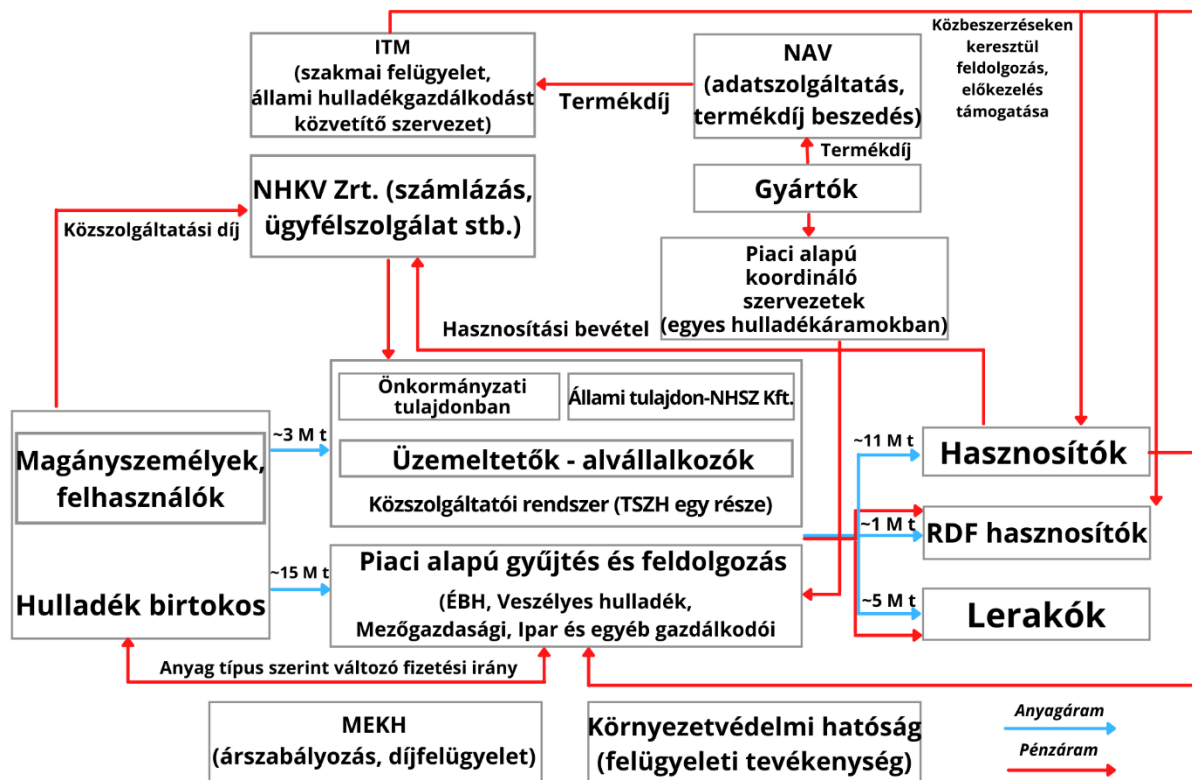 ITM
(szakmai felügyelet,
állami hulladékgazdálkodást
közvetítő szervezet)
Termékdíj
NAV
(adatszolgáltatás,
termékdíj beszedés)
Közbeszerzéseken
keresztül
feldolgozás,
előkezelés
támogatása
Termékdíj
Gyártók
NHKV Zrt. (számlázás,
ügyfélszolgálat stb.)
Közszolgáltatási díj
Piaci alapú
koordináló
szervezetek
(egyes hulladékáramokban)
Hasznosítási bevétel
Önkormányzati
tulajdonban
Állami tulajdon-NHSZ Kft.
Üzemeltetők - alvállalkozók
Közszolgáltatói rendszer (TSZH egy része)
Magányszemélyek,
felhasználók
Hulladék birtokos
~3 M t
~15 M t
Piaci alapú gyűjtés és feldolgozás
(ÉBH, Veszélyes hulladék,
Mezőgazdasági, Ipar és egyéb gazdálkodói
~11 M t
Hasznosítók
~1 M t
RDF hasznosítók
~5 M t
Lerakók
Anyag típus szerint változó fizetési irány
MEKH
(árszabályozás, díjfelügyelet)
Környezetvédelmi hatóság
(felügyeleti tevékenység)
Anyagáram
Pénzáram